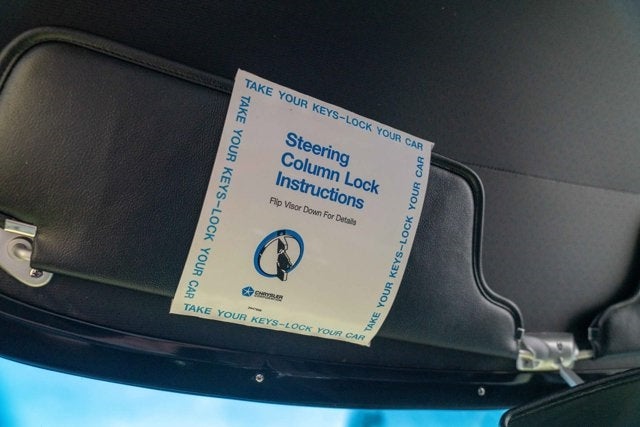 TAKE YOUR KEYS-LOCK YOUR CAR
TAKE YOUR KEYS-LOCK YOUR CAR
TAKE YOUR KEYS-LOCK YOUR CAR
Steering
Column Lock
Instructions
Flip Visor Down For Details
CHRYSLER
TAKE YOUR KEYS-LOCK YOUR CAR